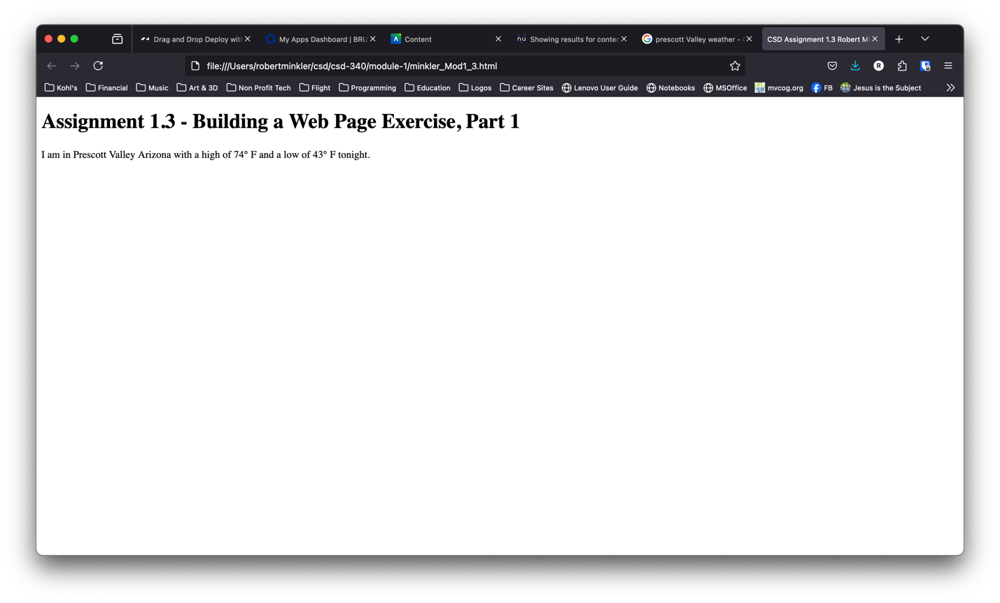 Drag and Drop Deploy with
My Apps Dashboard | BRU
Content
nu Showing results for conter
prescott Valley weather - G
CSD Assignment 1.3 Robert Mi
file:///Users/robertminkler/csd/csd-340/module-1/minkler_Mod1_3.html
R
Kohl's Financial Music Art & 3D Non Profit Tech Flight Programming Education Logos Career Sites Lenovo User Guide Notebooks MSOffice mvcog.org FB Jesus is the Subject
Assignment 1.3 - Building a Web Page Exercise, Part 1
I am in Prescott Valley Arizona with a high of 74° F and a low of 43° F tonight.